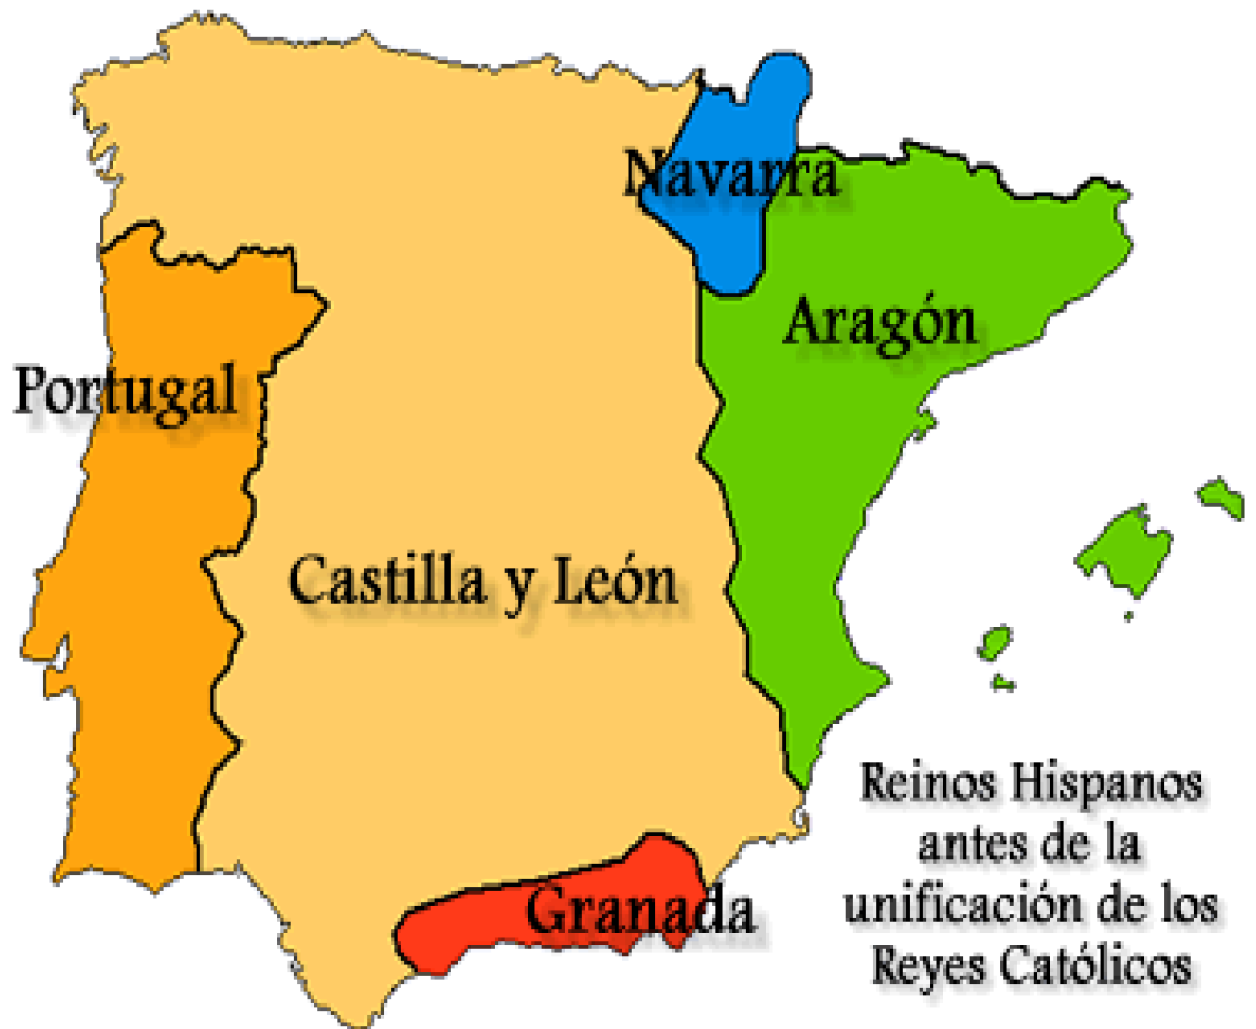 Navarra
Aragón
Portugal
Castilla y León
Granada
Reinos Hispanos
antes de la
unificación de los
Reyes Católicos